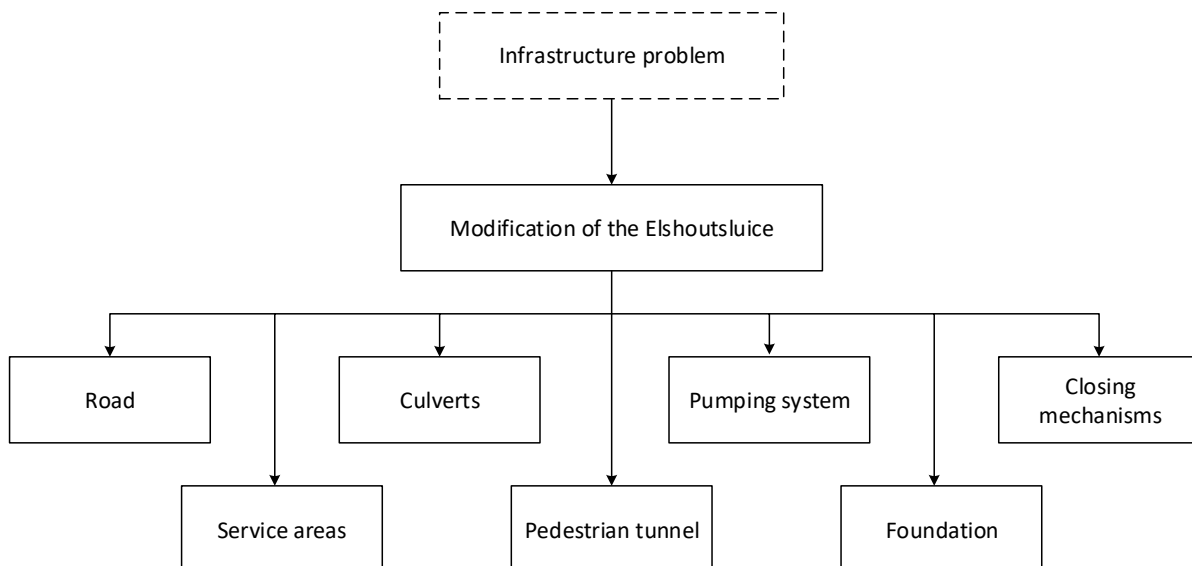 Infrastructure problem
Modification of the Elshoutsluice
Road
Culverts
Pumping system
Closing
mechanisms
Service areas
Pedestrian tunnel
Foundation